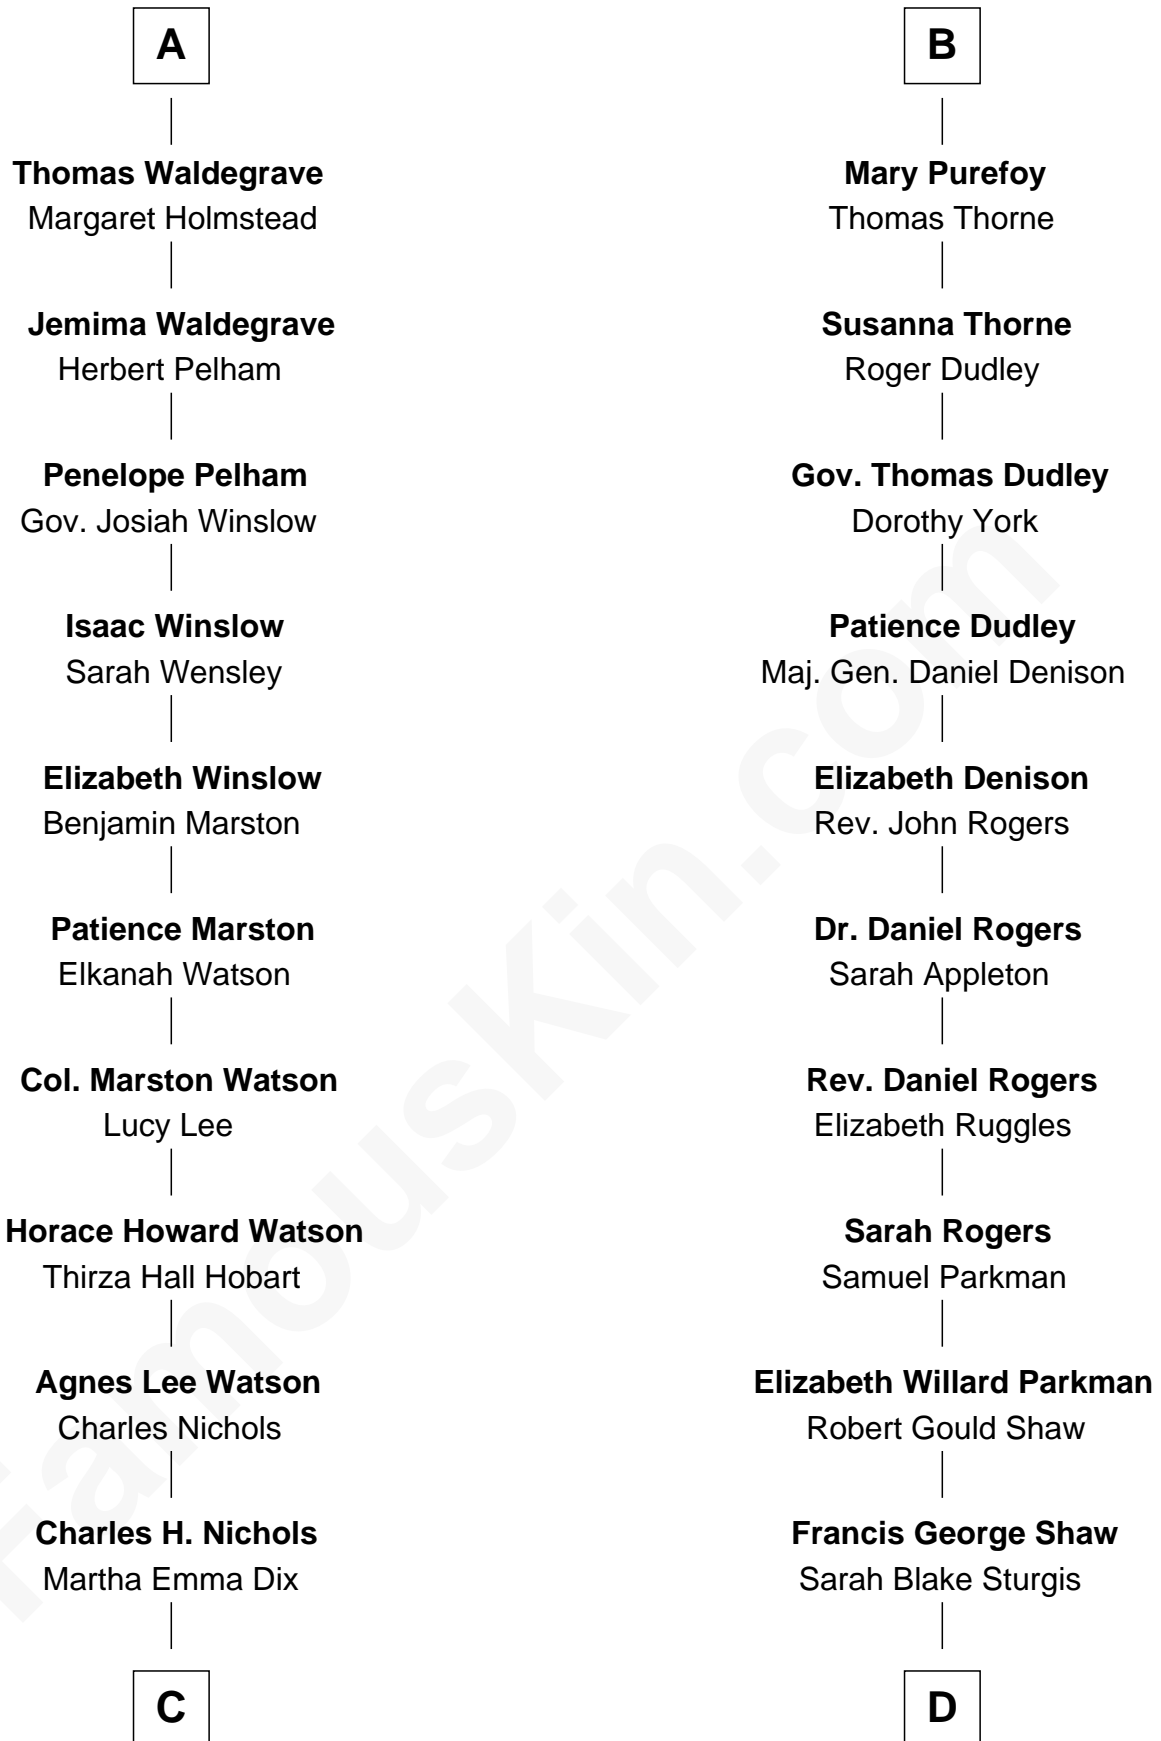 A
Thomas Waldegrave
Margaret Holmstead
Jemima Waldegrave
Herbert Pelham
Penelope Pelham
Gov. Josiah Winslow
Isaac Winslow
Sarah Wensley
Elizabeth Winslow
Benjamin Marston
Patience Marston
Elkanah Watson
Col. Marston Watson
Lucy Lee
Horace Howard Watson
Thirza Hall Hobart
Agnes Lee Watson
Charles Nichols
Charles H. Nichols
Martha Emma Dix
C
B
Mary Purefoy
Thomas Thorne
Susanna Thorne
Roger Dudley
Gov. Thomas Dudley
Dorothy York
Patience Dudley
Maj. Gen. Daniel Denison
Elizabeth Denison
Rev. John Rogers
Dr. Daniel Rogers
Sarah Appleton
Rev. Daniel Rogers
Elizabeth Ruggles
Sarah Rogers
Samuel Parkman
Elizabeth Willard Parkman
Robert Gould Shaw
Francis George Shaw
Sarah Blake Sturgis
D
FamousKin.com